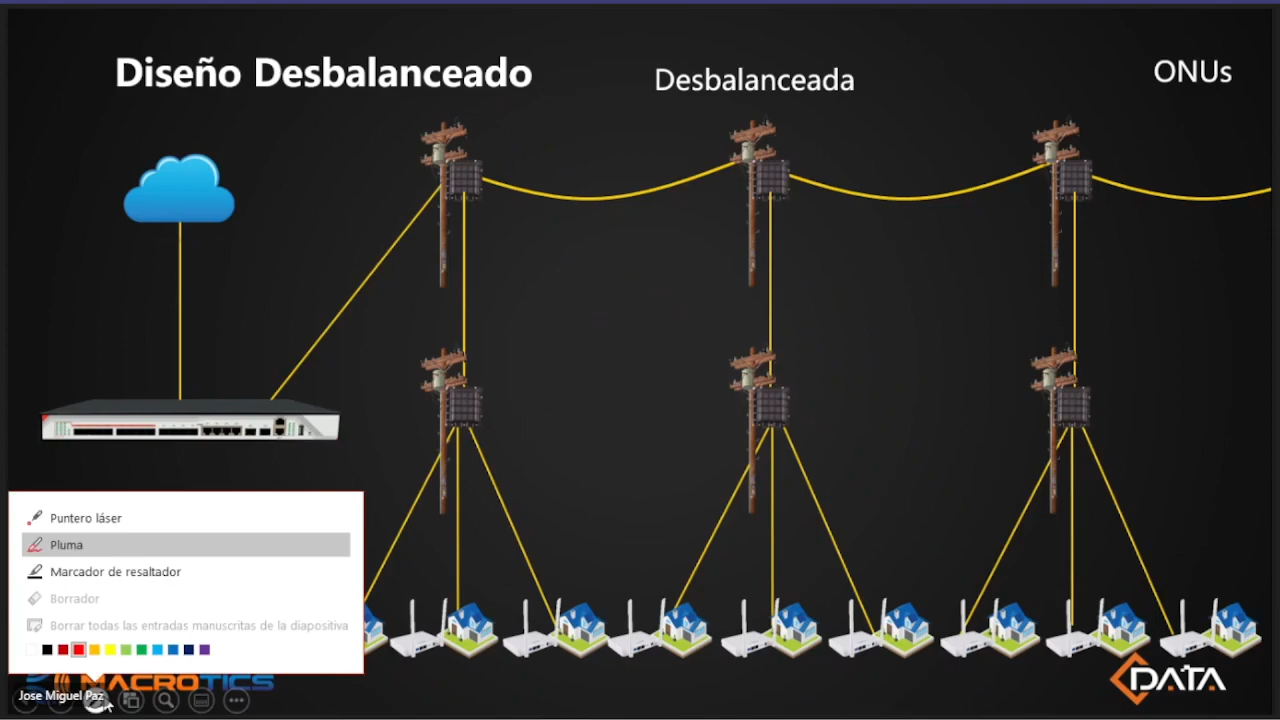 Diseño Desbalanceado
Desbalanceada
ONUs
Puntero láser
Pluma
Marcador de resaltador
Borrador
Borrar todas las entradas manuscritas de la diapositiva
MACROTICS
Jose Miguel Paz
DATA